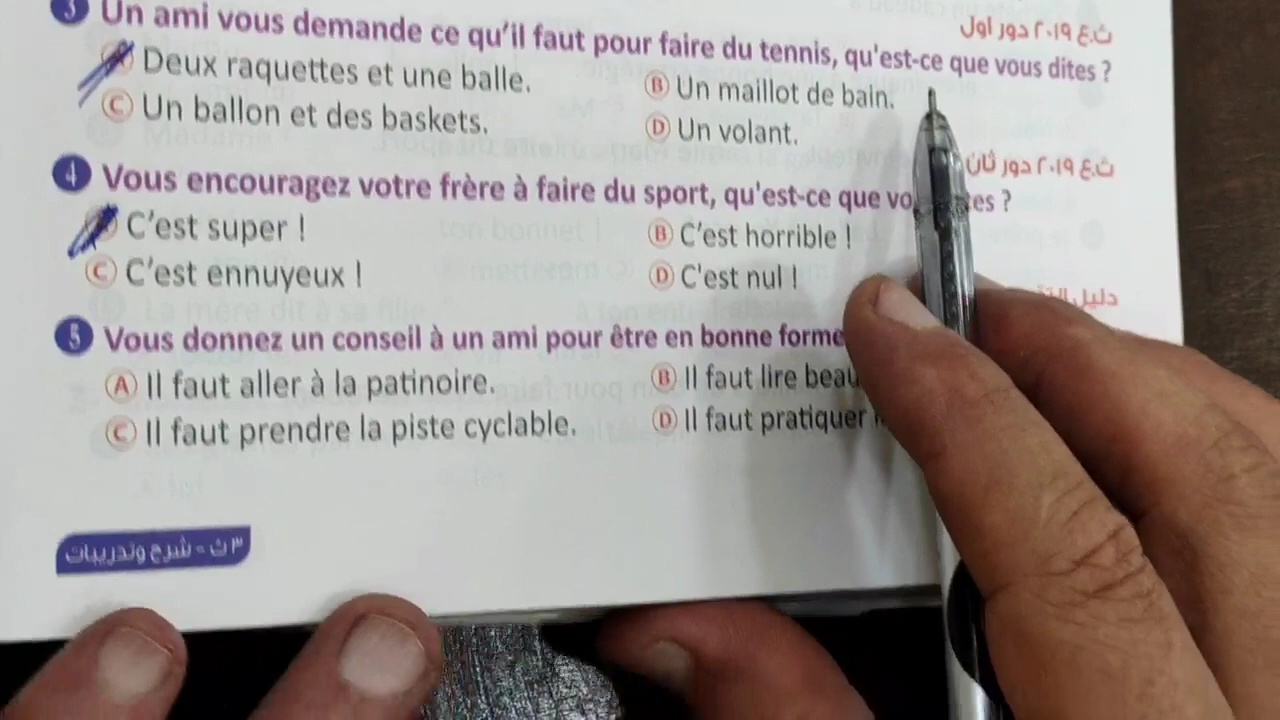 3 Un ami vous demande ce qu'il faut pour faire du tennis, qu'est-ce que vous dites ?
ث.ع ٢٠١٩ دور أول
Deux raquettes et une balle.
B Un maillot de bain.
C Un ballon et des baskets.
D Un volant.
ث.ع ٢٠١٩ دور ثان
4 Vous encouragez votre frère à faire du sport, qu'est-ce que ?
C'est super !
B C'est horrible !
C C'est ennuyeux !
D C'est nul !
دليل
5 Vous donnez un conseil à un ami pour être en bonne forme
A Il faut aller à la patinoire.
B Il faut lire
C Il faut prendre la piste cyclable.
D Il faut pratiquer
٣ ث - شرح وتدريبات